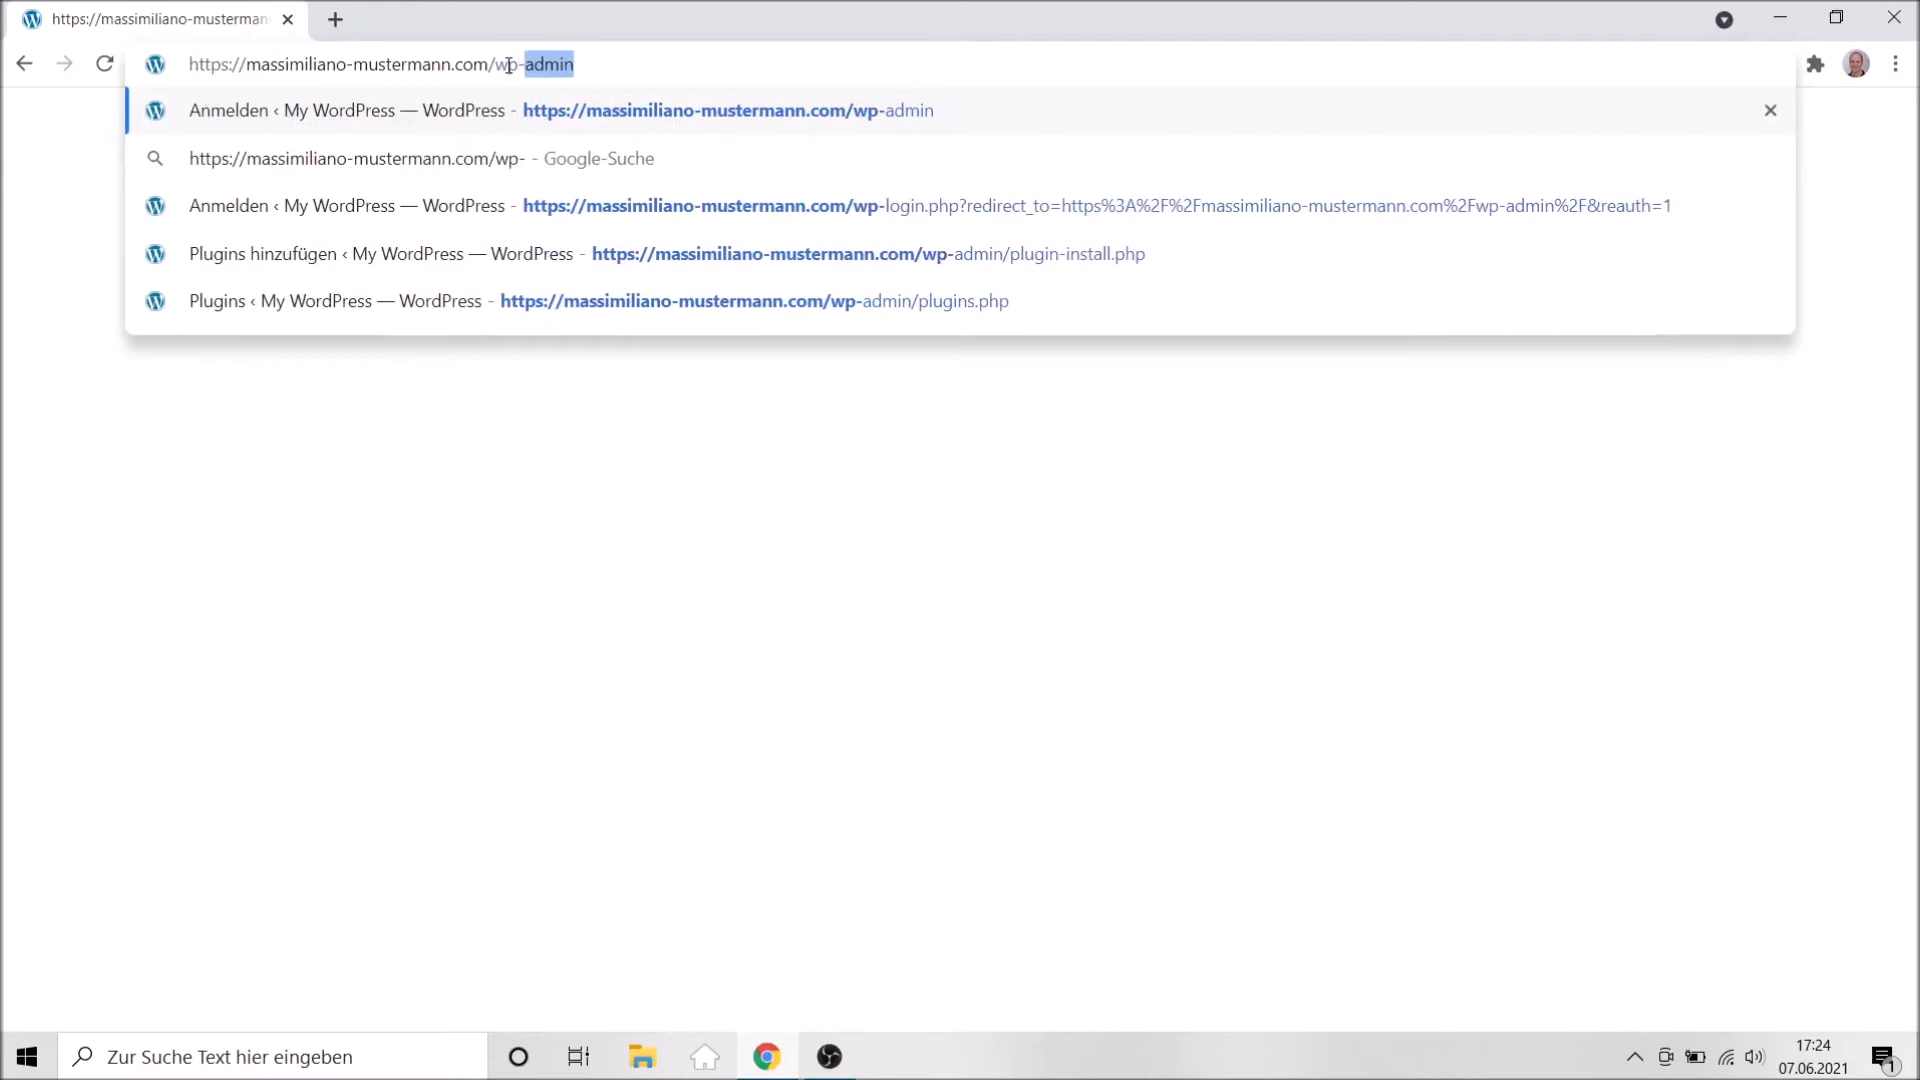 https://massimiliano-musterman
https://massimiliano-mustermann.com/wp-admin
Anmelden ‹ My WordPress — WordPress - https://massimiliano-mustermann.com/wp-admin
https://massimiliano-mustermann.com/wp- - Google-Suche
Anmelden ‹ My WordPress — WordPress - https://massimiliano-mustermann.com/wp-login.php?redirect_to=https%3A%2F%2Fmassimiliano-mustermann.com%2Fwp-admin%2F&reauth=1
Plugins hinzufügen ‹ My WordPress — WordPress - https://massimiliano-mustermann.com/wp-admin/plugin-install.php
Plugins ‹ My WordPress — WordPress - https://massimiliano-mustermann.com/wp-admin/plugins.php
Zur Suche Text hier eingeben
17:24
07.06.2021
1